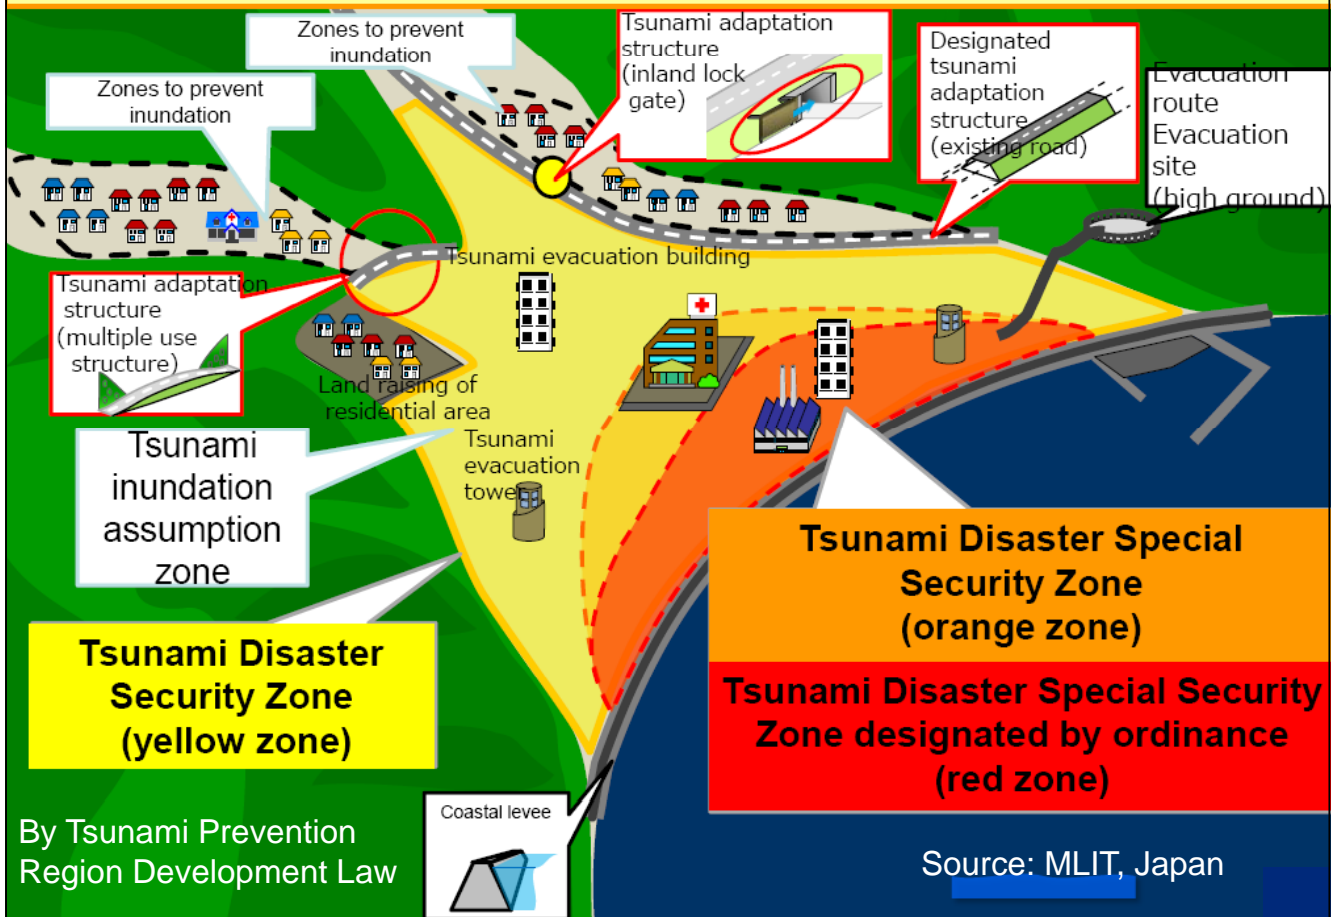 Zones to prevent
inundation
Zones to prevent
inundation
Tsunami adaptation
structure
(inland lock
gate)
Designated
tsunami
adaptation
structure
(existing road)
Evacuation
route
Evacuation
site
(high ground)
Tsunami evacuation building
Tsunami adaptation
structure
(multiple use
structure)
Land raising of
residential area
Tsunami
evacuation
tower
Tsunami
inundation
assumption
zone
Tsunami Disaster
Security Zone
(yellow zone)
Tsunami Disaster Special
Security Zone
(orange zone)
Tsunami Disaster Special Security
Zone designated by ordinance
(red zone)
Coastal levee
By Tsunami Prevention
Region Development Law
Source: MLIT, Japan